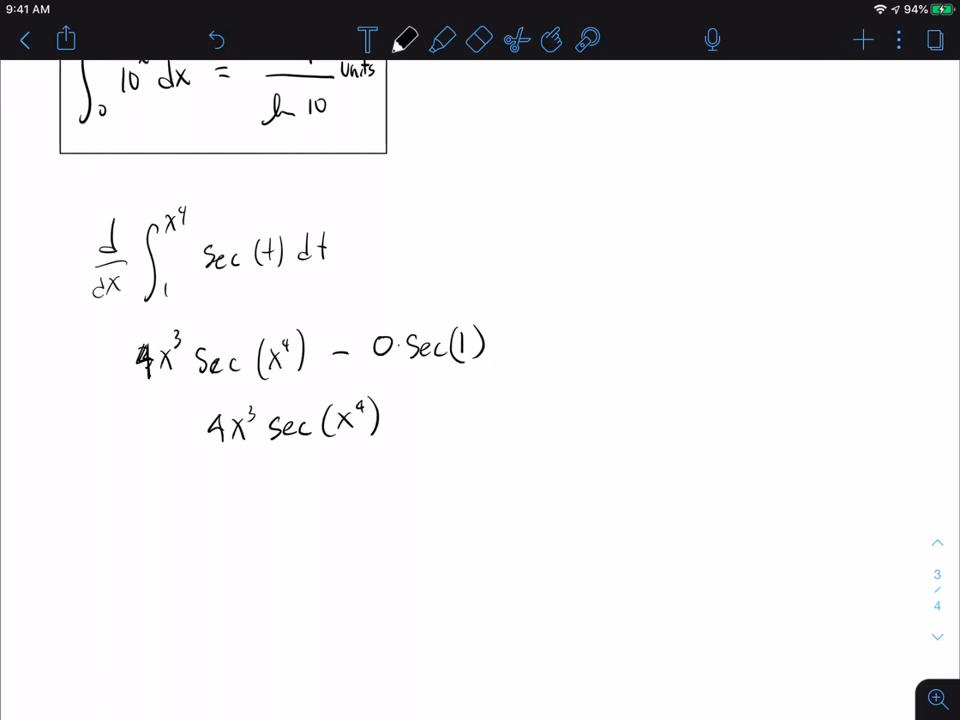 9:41 AM
94%
∫₀ 10ˣ dx = — units
ln 10
d/dx ∫₁^x⁴ sec (t) dt
4x³ sec (x⁴) – 0·sec(1)
4x³ sec (x⁴)
3
/
4